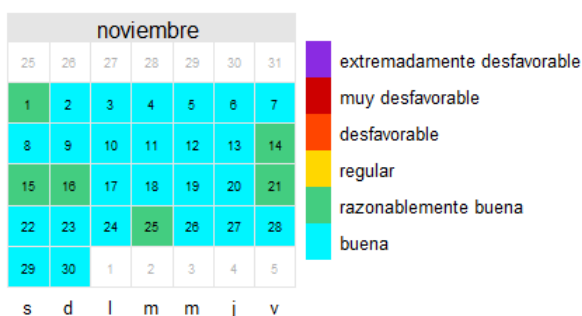 noviembre
25 26 27 28 29 30 31
1 2 3 4 5 6 7
8 9 10 11 12 13 14
15 16 17 18 19 20 21
22 23 24 25 26 27 28
29 30 1 2 3 4 5
s d l m m j v
extremadamente desfavorable
muy desfavorable
desfavorable
regular
razonablemente buena
buena